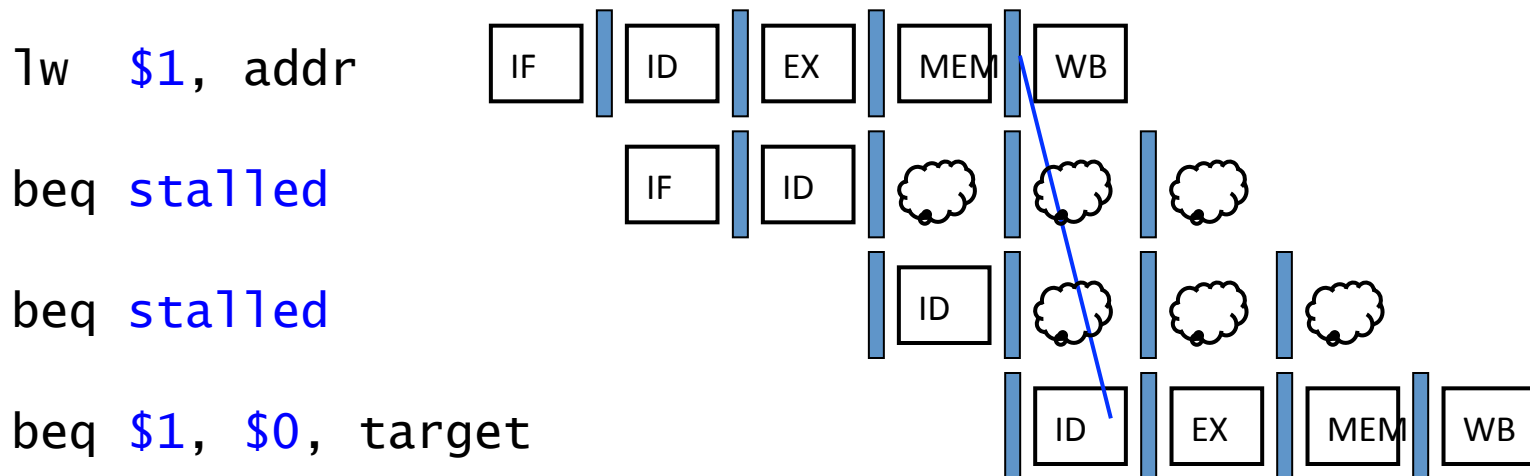 lw $1, addr IF ID EX MEM WB
beq stalled IF ID
beq stalled ID
beq $1, $0, target ID EX MEM WB